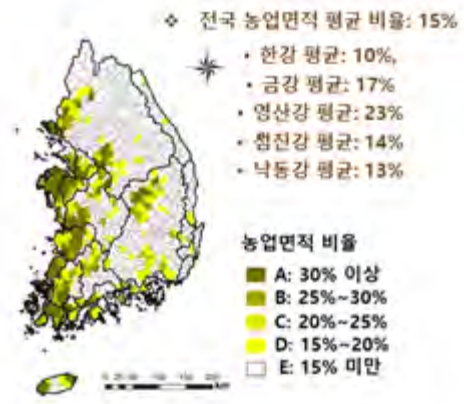 ❖ 전국 농업면적 평균 비율: 15%
• 한강 평균: 10%,
• 금강 평균: 17%
• 영산강 평균: 23%
• 섬진강 평균: 14%
• 낙동강 평균: 13%
농업면적 비율
A: 30% 이상
B: 25%~30%
C: 20%~25%
D: 15%~20%
E: 15% 미만